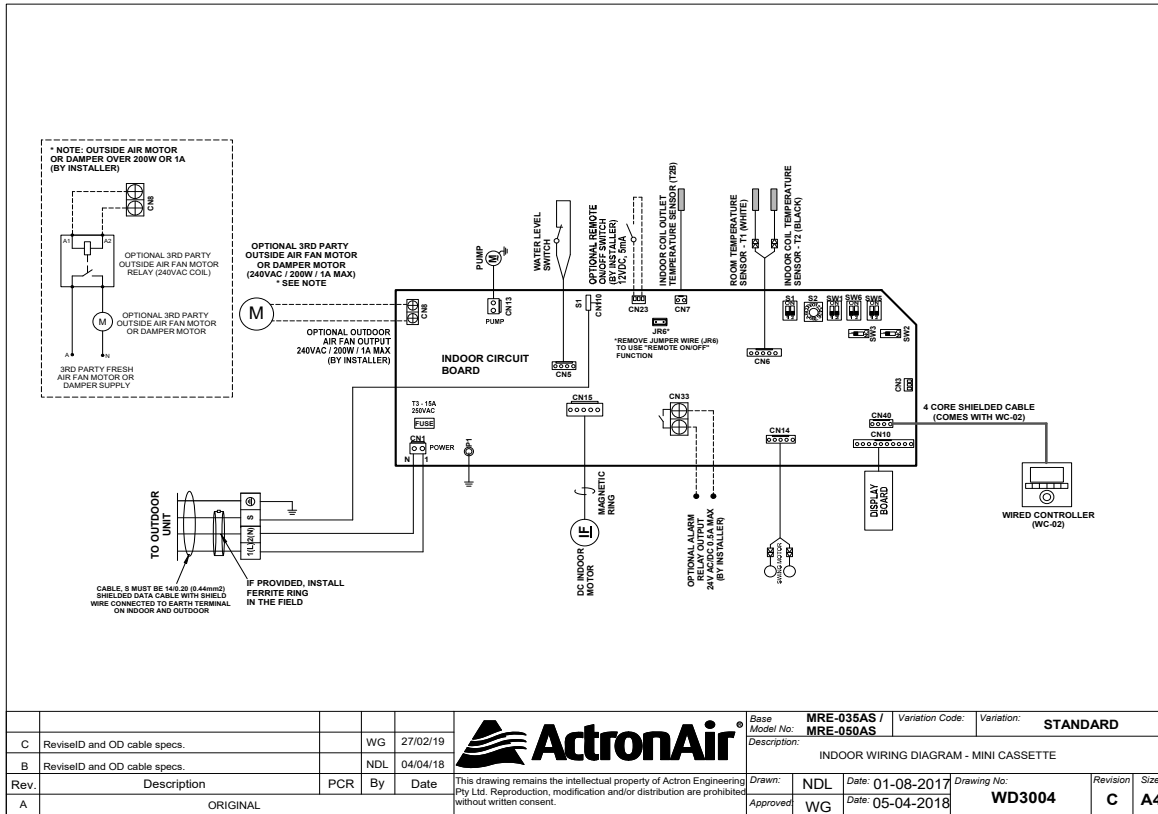 * NOTE: OUTSIDE AIR MOTOR
OR DAMPER OVER 200W OR 1A
(BY INSTALLER)
CN8
A1
A2
OPTIONAL 3RD PARTY
OUTSIDE AIR FAN MOTOR
RELAY (240VAC COIL)
M
OPTIONAL 3RD PARTY
OUTSIDE AIR FAN MOTOR
OR DAMPER MOTOR
A
N
3RD PARTY FRESH
AIR FAN MOTOR OR
DAMPER SUPPLY
OPTIONAL 3RD PARTY
OUTSIDE AIR FAN MOTOR
OR DAMPER MOTOR
(240VAC / 200W / 1A MAX)
* SEE NOTE
M
CN8
OPTIONAL OUTDOOR
AIR FAN OUTPUT
240VAC / 200W / 1A MAX
(BY INSTALLER)
PUMP
M
CN13
PUMP
WATER LEVEL
SWITCH
CN5
S1
CN110
OPTIONAL REMOTE
ON/OFF SWITCH
(BY INSTALLER)
12VDC, 5mA
CN23
INDOOR COIL OUTLET
TEMPERATURE SENSOR (T2B)
CN7
JR6*
*REMOVE JUMPER WIRE (JR6)
TO USE "REMOTE ON/OFF"
FUNCTION
ROOM TEMPERATURE
SENSOR - T1 (WHITE)
INDOOR COIL TEMPERATURE
SENSOR - T2 (BLACK)
CN6
S1
S2
SW1
SW6
SW5
SW3
SW2
CN3
INDOOR CIRCUIT
BOARD
T3 - 15A
250VAC
FUSE
CN1
POWER
N
1
P1
CN15
MAGNETIC
RING
DC INDOOR
MOTOR
CN33
OPTIONAL ALARM
RELAY OUTPUT
24V AC/DC 0.5A MAX
(BY INSTALLER)
CN14
SWING MOTOR
CN40
CN10
DISPLAY
BOARD
4 CORE SHIELDED CABLE
(COMES WITH WC-02)
WIRED CONTROLLER
(WC-02)
TO OUTDOOR
UNIT
S
2(N)
1(L)
CABLE, S MUST BE 14/0.20 (0.44mm2)
SHIELDED DATA CABLE WITH SHIELD
WIRE CONNECTED TO EARTH TERMINAL
ON INDOOR AND OUTDOOR
IF PROVIDED, INSTALL
FERRITE RING
IN THE FIELD
C ReviseID and OD cable specs. WG 27/02/19
B ReviseID and OD cable specs. NDL 04/04/18
Rev. Description PCR By Date
A ORIGINAL
ActronAir®
This drawing remains the intellectual property of Actron Engineering
Pty Ltd. Reproduction, modification and/or distribution are prohibited
without written consent.
Base Model No: MRE-035AS / MRE-050AS Variation Code: Variation: STANDARD
Description:
INDOOR WIRING DIAGRAM - MINI CASSETTE
Drawn: NDL Date: 01-08-2017 Drawing No: WD3004 Revision C Size A4
Approved: WG Date: 05-04-2018